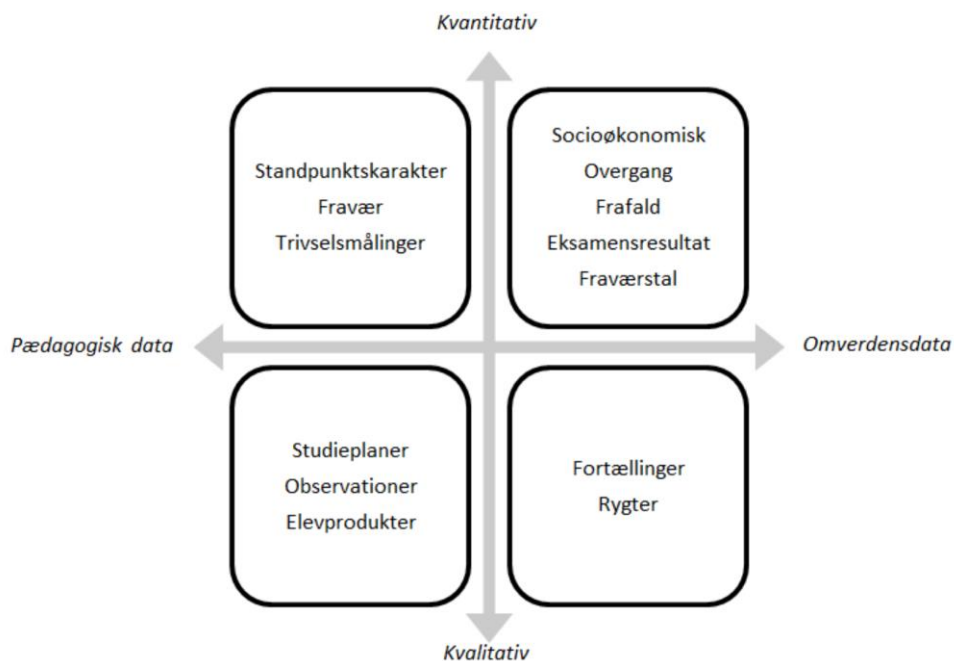 Kvantitativ
Standpunktskarakter
Fravær
Trivselsmålinger
Socioøkonomisk
Overgang
Frafald
Eksamensresultat
Fraværstal
Pædagogisk data
Omverdensdata
Studieplaner
Observationer
Elevprodukter
Fortællinger
Rygter
Kvalitativ